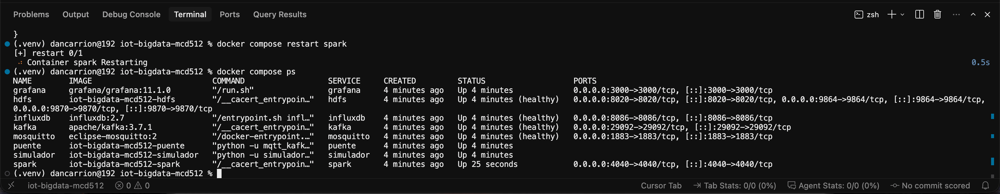 Problems Output Debug Console Terminal Ports Query Results zsh
}
(.venv) dancarrion@192 iot-bigdata-mcd512 % docker compose restart spark
[+] restart 0/1
Container spark Restarting 0.5s
(.venv) dancarrion@192 iot-bigdata-mcd512 % docker compose ps
NAME IMAGE COMMAND SERVICE CREATED STATUS PORTS
grafana grafana/grafana:11.1.0 "/run.sh" grafana 4 minutes ago Up 4 minutes 0.0.0.0:3000->3000/tcp, [::]:3000->3000/tcp
hdfs iot-bigdata-mcd512-hdfs "/__cacert_entrypoin…" hdfs 4 minutes ago Up 4 minutes (healthy) 0.0.0.0:8020->8020/tcp, [::]:8020->8020/tcp, 0.0.0.0:9864->9864/tcp, [::]:9864->9864/tcp,
0.0.0.0:9870->9870/tcp, [::]:9870->9870/tcp
influxdb influxdb:2.7 "/entrypoint.sh infl…" influxdb 4 minutes ago Up 4 minutes (healthy) 0.0.0.0:8086->8086/tcp, [::]:8086->8086/tcp
kafka apache/kafka:3.7.1 "/__cacert_entrypoin…" kafka 4 minutes ago Up 4 minutes (healthy) 0.0.0.0:29092->29092/tcp, [::]:29092->29092/tcp
mosquitto eclipse-mosquitto:2 "/docker-entrypoint.…" mosquitto 4 minutes ago Up 4 minutes (healthy) 0.0.0.0:1883->1883/tcp, [::]:1883->1883/tcp
puente iot-bigdata-mcd512-puente "python -u mqtt_kafk…" puente 4 minutes ago Up 4 minutes
simulador iot-bigdata-mcd512-simulador "python -u simulador…" simulador 4 minutes ago Up 4 minutes
spark iot-bigdata-mcd512-spark "/__cacert_entrypoin…" spark 4 minutes ago Up 25 seconds 0.0.0.0:4040->4040/tcp, [::]:4040->4040/tcp
(.venv) dancarrion@192 iot-bigdata-mcd512 %
iot-bigdata-mcd512 0 0 Cursor Tab Tab Stats: 0/0 (0%) Agent Stats: 0/0 (0%) No commit scored